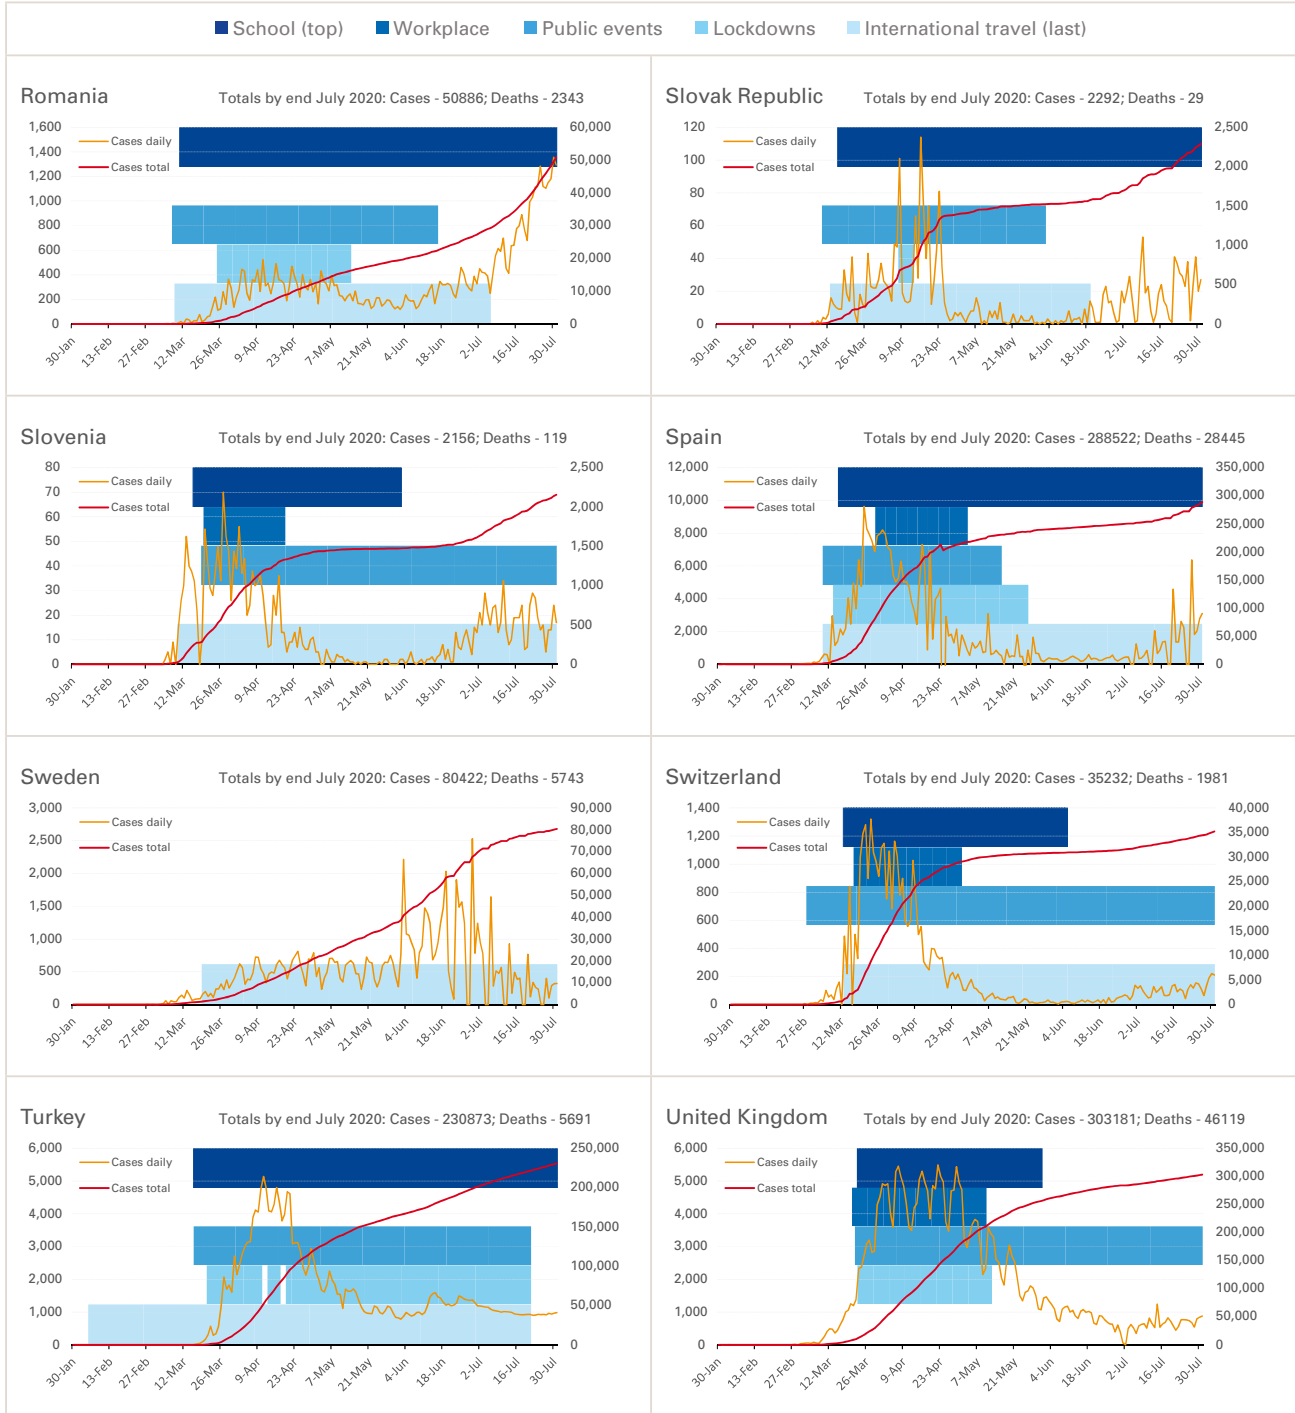 School (top) Workplace Public events Lockdowns International travel (last)
Romania Totals by end July 2020: Cases - 50886; Deaths - 2343
1,600 1,400 1,200 1,000 800 600 400 200 0
Cases daily
Cases total
60,000 50,000 40,000 30,000 20,000 10,000 0
30-Jan 13-Feb 27-Feb 12-Mar 26-Mar 9-Apr 23-Apr 7-May 21-May 4-Jun 18-Jun 2-Jul 16-Jul 30-Jul
Slovak Republic Totals by end July 2020: Cases - 2292; Deaths - 29
120 100 80 60 40 20 0
Cases daily
Cases total
2,500 2,000 1,500 1,000 500 0
30-Jan 13-Feb 27-Feb 12-Mar 26-Mar 9-Apr 23-Apr 7-May 21-May 4-Jun 18-Jun 2-Jul 16-Jul 30-Jul
Slovenia Totals by end July 2020: Cases - 2156; Deaths - 119
80 70 60 50 40 30 20 10 0
Cases daily
Cases total
2,500 2,000 1,500 1,000 500 0
30-Jan 13-Feb 27-Feb 12-Mar 26-Mar 9-Apr 23-Apr 7-May 21-May 4-Jun 18-Jun 2-Jul 16-Jul 30-Jul
Spain Totals by end July 2020: Cases - 288522; Deaths - 28445
12,000 10,000 8,000 6,000 4,000 2,000 0
Cases daily
Cases total
350,000 300,000 250,000 200,000 150,000 100,000 50,000 0
30-Jan 13-Feb 27-Feb 12-Mar 26-Mar 9-Apr 23-Apr 7-May 21-May 4-Jun 18-Jun 2-Jul 16-Jul 30-Jul
Sweden Totals by end July 2020: Cases - 80422; Deaths - 5743
3,000 2,500 2,000 1,500 1,000 500 0
Cases daily
Cases total
90,000 80,000 70,000 60,000 50,000 40,000 30,000 20,000 10,000 0
30-Jan 13-Feb 27-Feb 12-Mar 26-Mar 9-Apr 23-Apr 7-May 21-May 4-Jun 18-Jun 2-Jul 16-Jul 30-Jul
Switzerland Totals by end July 2020: Cases - 35232; Deaths - 1981
1,400 1,200 1,000 800 600 400 200 0
Cases daily
Cases total
40,000 35,000 30,000 25,000 20,000 15,000 10,000 5,000 0
30-Jan 13-Feb 27-Feb 12-Mar 26-Mar 9-Apr 23-Apr 7-May 21-May 4-Jun 18-Jun 2-Jul 16-Jul 30-Jul
Turkey Totals by end July 2020: Cases - 230873; Deaths - 5691
6,000 5,000 4,000 3,000 2,000 1,000 0
Cases daily
Cases total
250,000 200,000 150,000 100,000 50,000 0
30-Jan 13-Feb 27-Feb 12-Mar 26-Mar 9-Apr 23-Apr 7-May 21-May 4-Jun 18-Jun 2-Jul 16-Jul 30-Jul
United Kingdom Totals by end July 2020: Cases - 303181; Deaths - 46119
6,000 5,000 4,000 3,000 2,000 1,000 0
Cases daily
Cases total
350,000 300,000 250,000 200,000 150,000 100,000 50,000 0
30-Jan 13-Feb 27-Feb 12-Mar 26-Mar 9-Apr 23-Apr 7-May 21-May 4-Jun 18-Jun 2-Jul 16-Jul 30-Jul